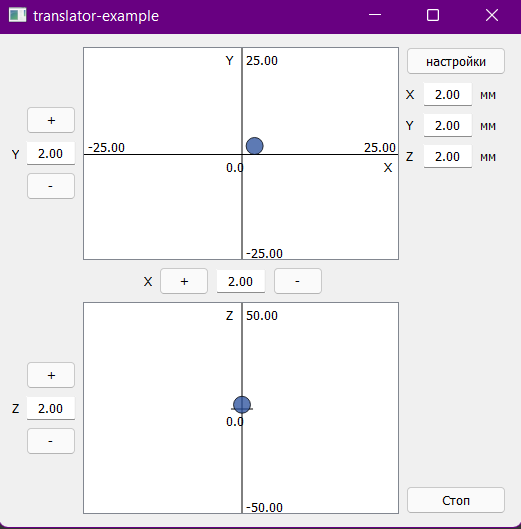 translator-example
Y 25.00
настройки
X 2.00 мм
+
Y 2.00 мм
Y 2.00
-25.00 25.00
Z 2.00 мм
0.0 X
-
-25.00
X + 2.00 -
Z 50.00
+
Z 2.00
0.0
-
Стоп
-50.00